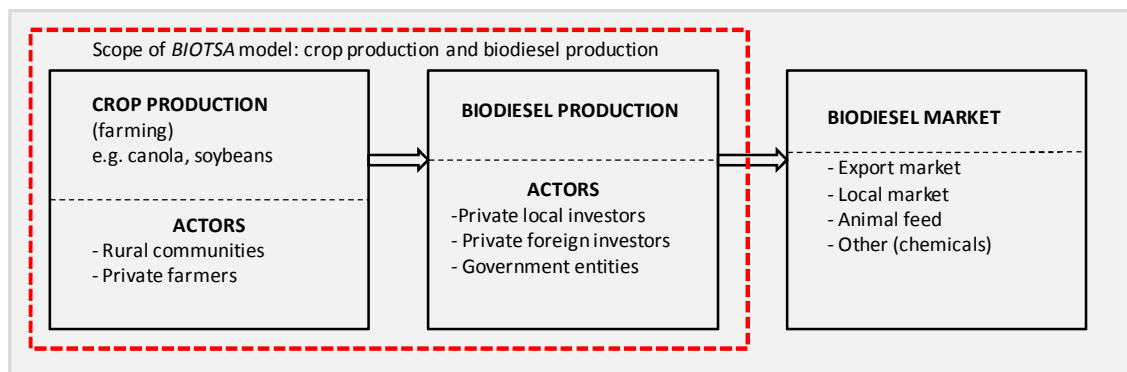 Scope of BIOTSA model: crop production and biodiesel production
CROP PRODUCTION
(farming)
e.g. canola, soybeans
ACTORS
- Rural communities
- Private farmers
BIODIESEL PRODUCTION
ACTORS
-Private local investors
- Private foreign investors
- Government entities
BIODIESEL MARKET
- Export market
- Local market
- Animal feed
- Other (chemicals)